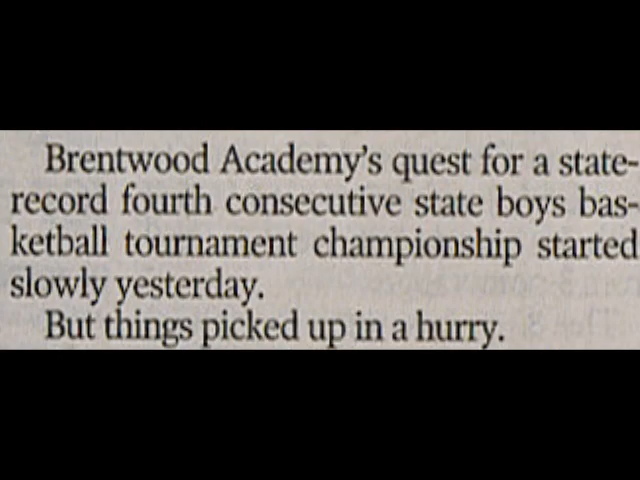 Brentwood Academy's quest for a state-
record fourth consecutive state boys bas-
ketball tournament championship started
slowly yesterday.
But things picked up in a hurry.